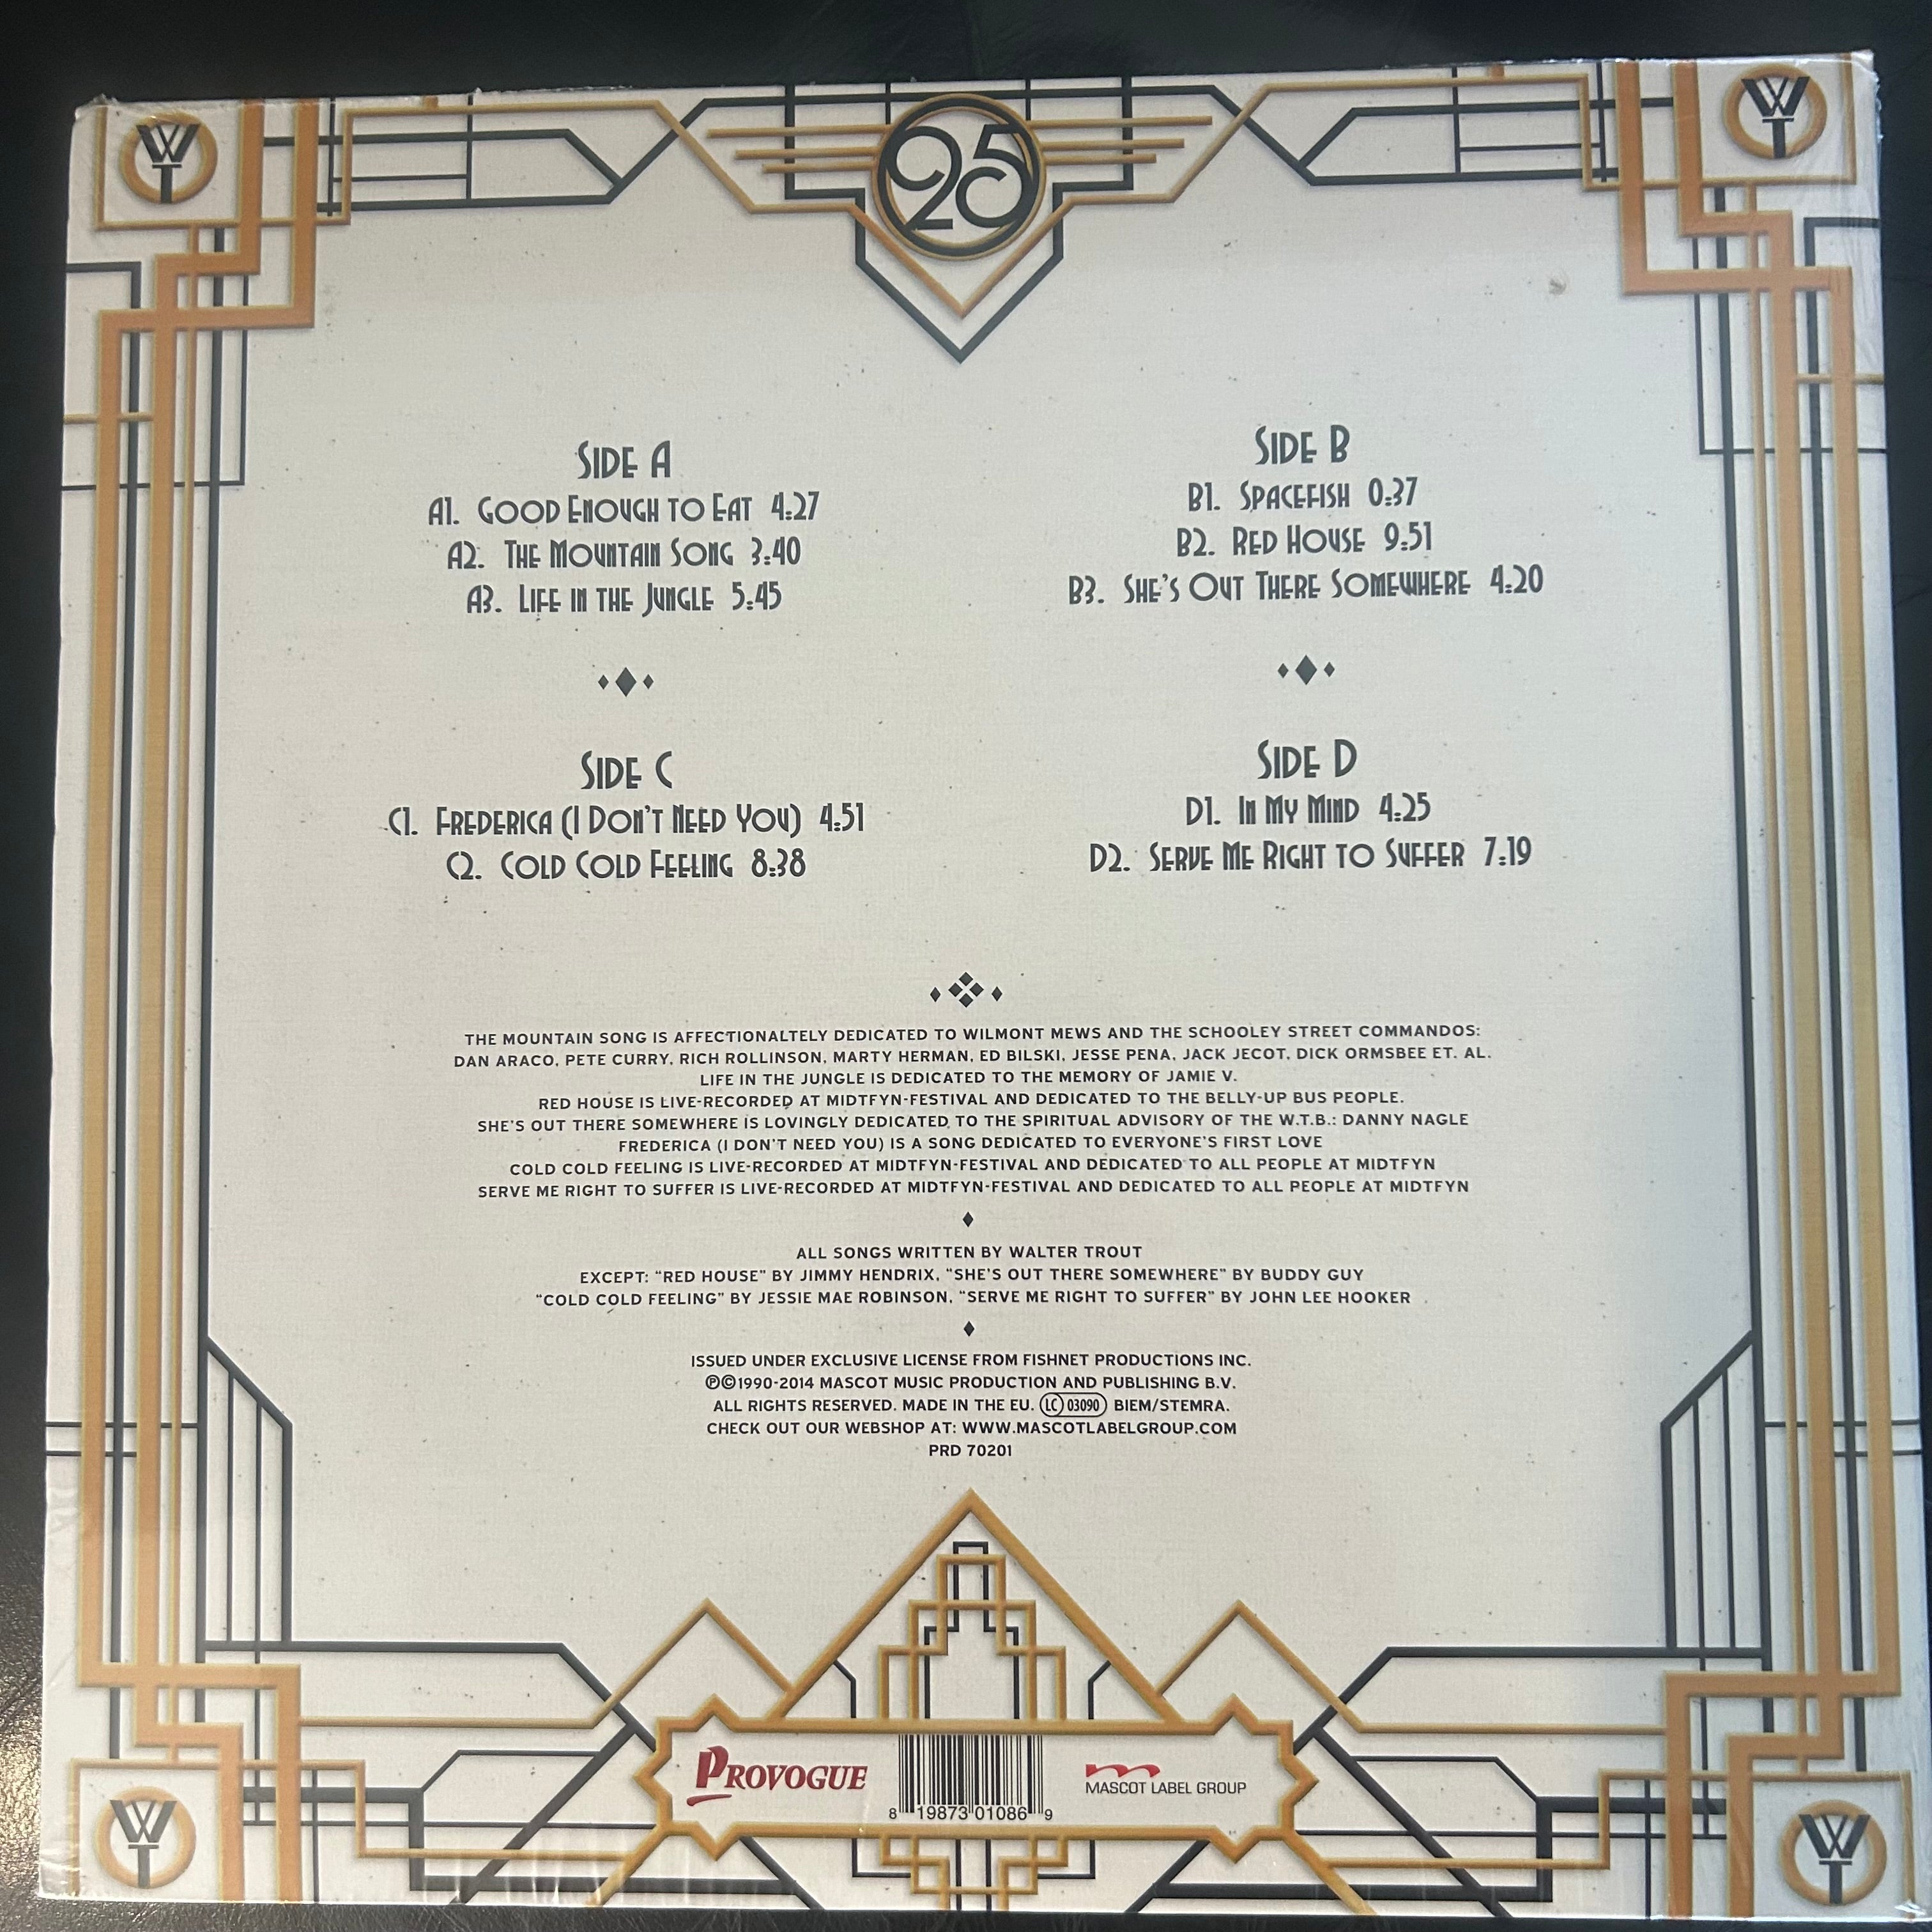 WT
25
WT
SIDE A
A1. GOOD ENOUGH TO EAT 4:27
A2. THE MOUNTAIN SONG 3:40
A3. LIFE IN THE JUNGLE 5:45
SIDE B
B1. SPACEFISH 0:37
B2. RED HOUSE 9:51
B3. SHE'S OUT THERE SOMEWHERE 4:20
SIDE C
C1. FREDERICA (I DON'T NEED YOU) 4:51
C2. COLD COLD FEELING 8:38
SIDE D
D1. IN MY MIND 4:25
D2. SERVE ME RIGHT TO SUFFER 7:19
THE MOUNTAIN SONG IS AFFECTIONALTELY DEDICATED TO WILMONT MEWS AND THE SCHOOLEY STREET COMMANDOS:
DAN ARACO, PETE CURRY, RICH ROLLINSON, MARTY HERMAN, ED BILSKI, JESSE PENA, JACK JECOT, DICK ORMSBEE ET. AL.
LIFE IN THE JUNGLE IS DEDICATED TO THE MEMORY OF JAMIE V.
RED HOUSE IS LIVE-RECORDED AT MIDTFYN-FESTIVAL AND DEDICATED TO THE BELLY-UP BUS PEOPLE.
SHE'S OUT THERE SOMEWHERE IS LOVINGLY DEDICATED TO THE SPIRITUAL ADVISORY OF THE W.T.B.: DANNY NAGLE
FREDERICA (I DON'T NEED YOU) IS A SONG DEDICATED TO EVERYONE'S FIRST LOVE
COLD COLD FEELING IS LIVE-RECORDED AT MIDTFYN-FESTIVAL AND DEDICATED TO ALL PEOPLE AT MIDTFYN
SERVE ME RIGHT TO SUFFER IS LIVE-RECORDED AT MIDTFYN-FESTIVAL AND DEDICATED TO ALL PEOPLE AT MIDTFYN
ALL SONGS WRITTEN BY WALTER TROUT
EXCEPT: "RED HOUSE" BY JIMMY HENDRIX, "SHE'S OUT THERE SOMEWHERE" BY BUDDY GUY
"COLD COLD FEELING" BY JESSIE MAE ROBINSON, "SERVE ME RIGHT TO SUFFER" BY JOHN LEE HOOKER
ISSUED UNDER EXCLUSIVE LICENSE FROM FISHNET PRODUCTIONS INC.
℗©1990-2014 MASCOT MUSIC PRODUCTION AND PUBLISHING B.V.
ALL RIGHTS RESERVED. MADE IN THE EU. LC 03090 BIEM/STEMRA.
CHECK OUT OUR WEBSHOP AT: WWW.MASCOTLABELGROUP.COM
PRD 70201
PROVOGUE
8 19873 01086 9
MASCOT LABEL GROUP
WT
WT